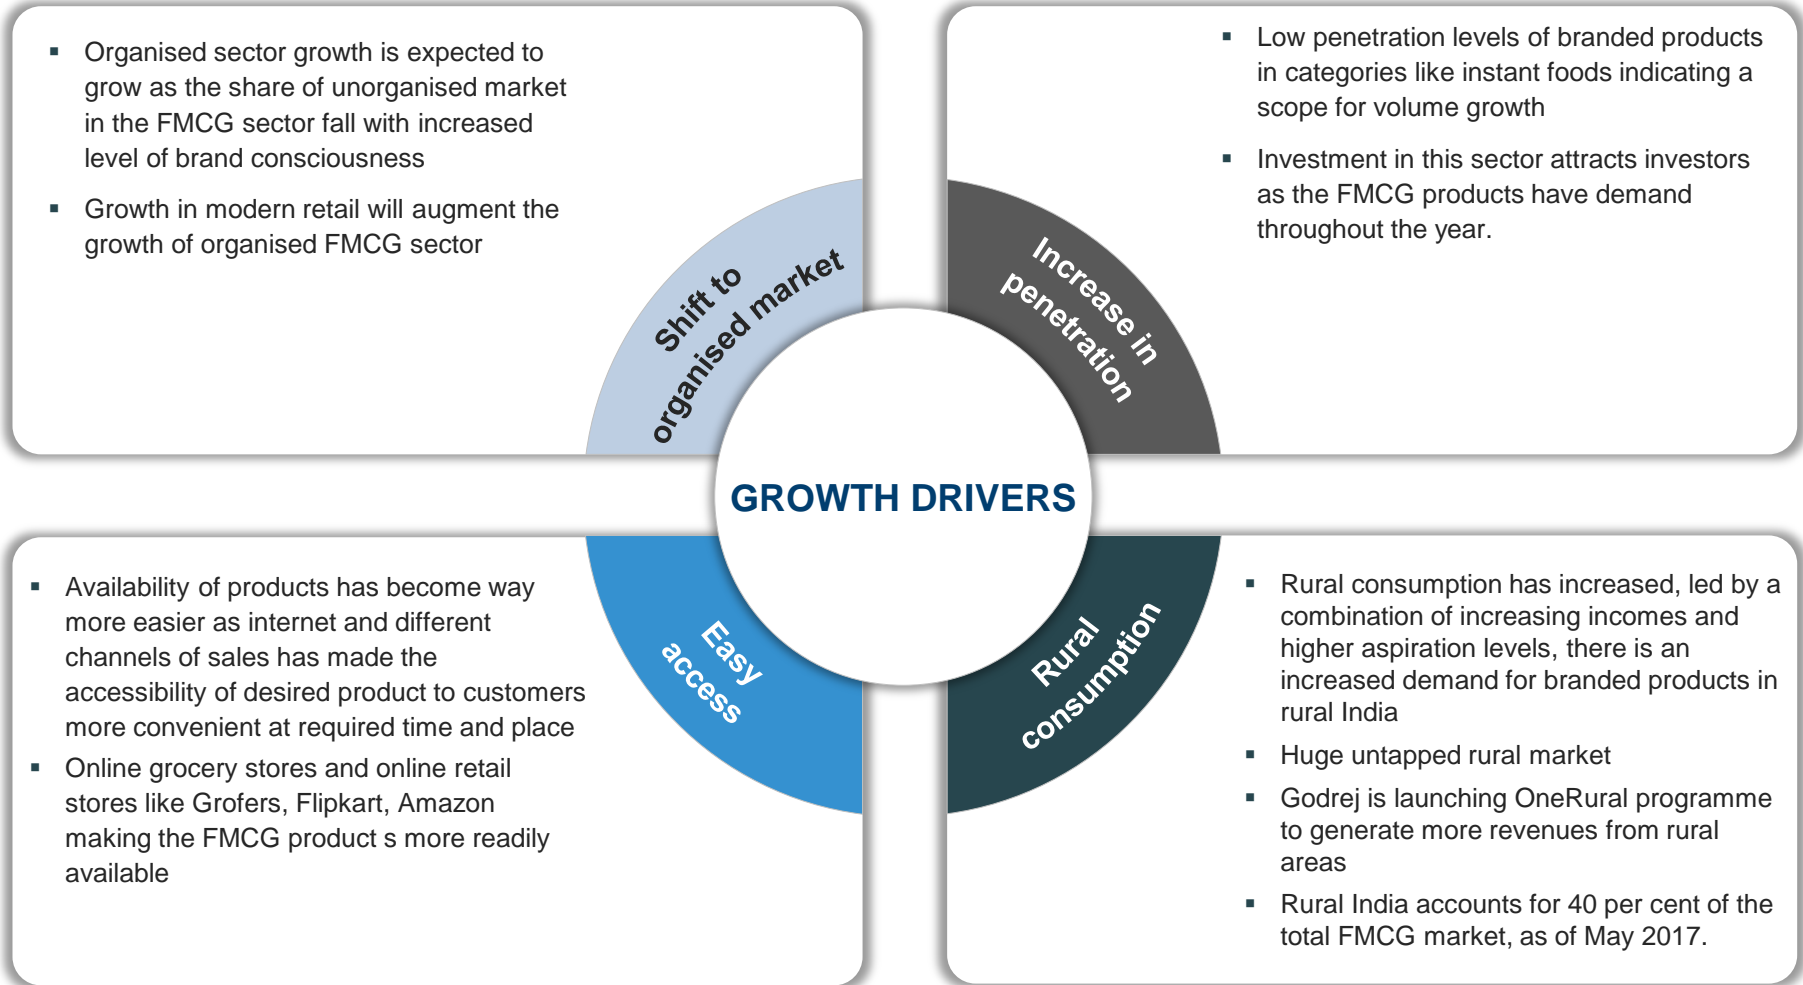 ▪ Organised sector growth is expected to
grow as the share of unorganised market
in the FMCG sector fall with increased
level of brand consciousness
▪ Growth in modern retail will augment the
growth of organised FMCG sector
Shift to
organised market
▪ Low penetration levels of branded products
in categories like instant foods indicating a
scope for volume growth
▪ Investment in this sector attracts investors
as the FMCG products have demand
throughout the year.
Increase in
penetration
GROWTH DRIVERS
▪ Availability of products has become way
more easier as internet and different
channels of sales has made the
accessibility of desired product to customers
more convenient at required time and place
▪ Online grocery stores and online retail
stores like Grofers, Flipkart, Amazon
making the FMCG product s more readily
available
Easy
access
Rural
consumption
▪ Rural consumption has increased, led by a
combination of increasing incomes and
higher aspiration levels, there is an
increased demand for branded products in
rural India
▪ Huge untapped rural market
▪ Godrej is launching OneRural programme
to generate more revenues from rural
areas
▪ Rural India accounts for 40 per cent of the
total FMCG market, as of May 2017.